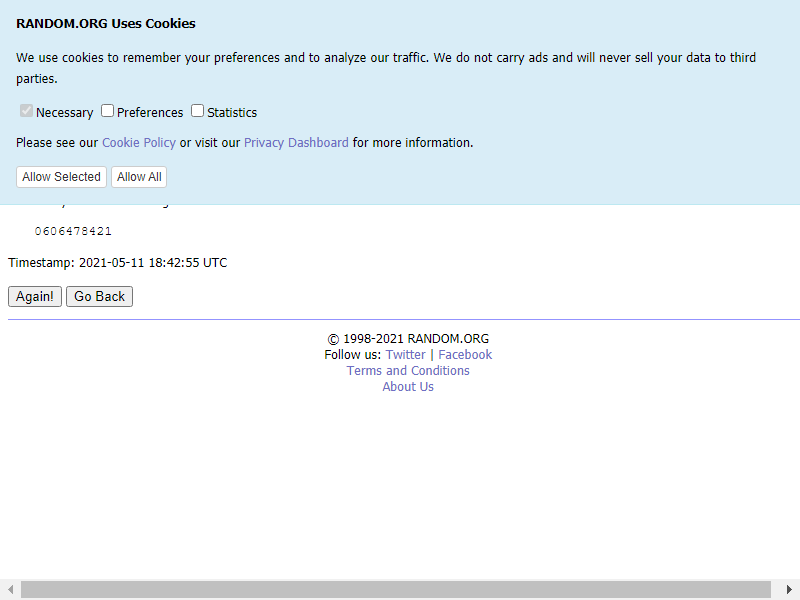 RANDOM.ORG Uses Cookies
We use cookies to remember your preferences and to analyze our traffic. We do not carry ads and will never sell your data to third
parties.
Necessary Preferences Statistics
Please see our Cookie Policy or visit our Privacy Dashboard for more information.
Allow Selected Allow All
0606478421
Timestamp: 2021-05-11 18:42:55 UTC
Again! Go Back
© 1998-2021 RANDOM.ORG
Follow us: Twitter | Facebook
Terms and Conditions
About Us